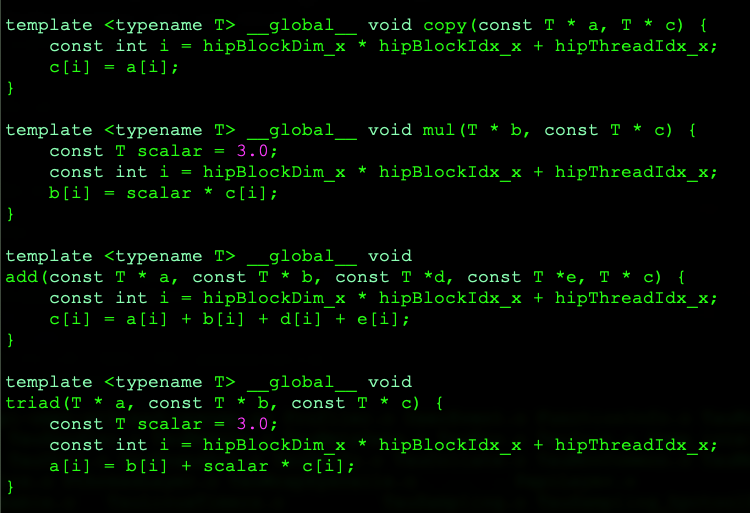 template <typename T> __global__ void copy(const T * a, T * c) {
    const int i = hipBlockDim_x * hipBlockIdx_x + hipThreadIdx_x;
    c[i] = a[i];
}
template <typename T> __global__ void mul(T * b, const T * c) {
    const T scalar = 3.0;
    const int i = hipBlockDim_x * hipBlockIdx_x + hipThreadIdx_x;
    b[i] = scalar * c[i];
}
template <typename T> __global__ void
add(const T * a, const T * b, const T *d, const T *e, T * c) {
    const int i = hipBlockDim_x * hipBlockIdx_x + hipThreadIdx_x;
    c[i] = a[i] + b[i] + d[i] + e[i];
}
template <typename T> __global__ void
triad(T * a, const T * b, const T * c) {
    const T scalar = 3.0;
    const int i = hipBlockDim_x * hipBlockIdx_x + hipThreadIdx_x;
    a[i] = b[i] + scalar * c[i];
}